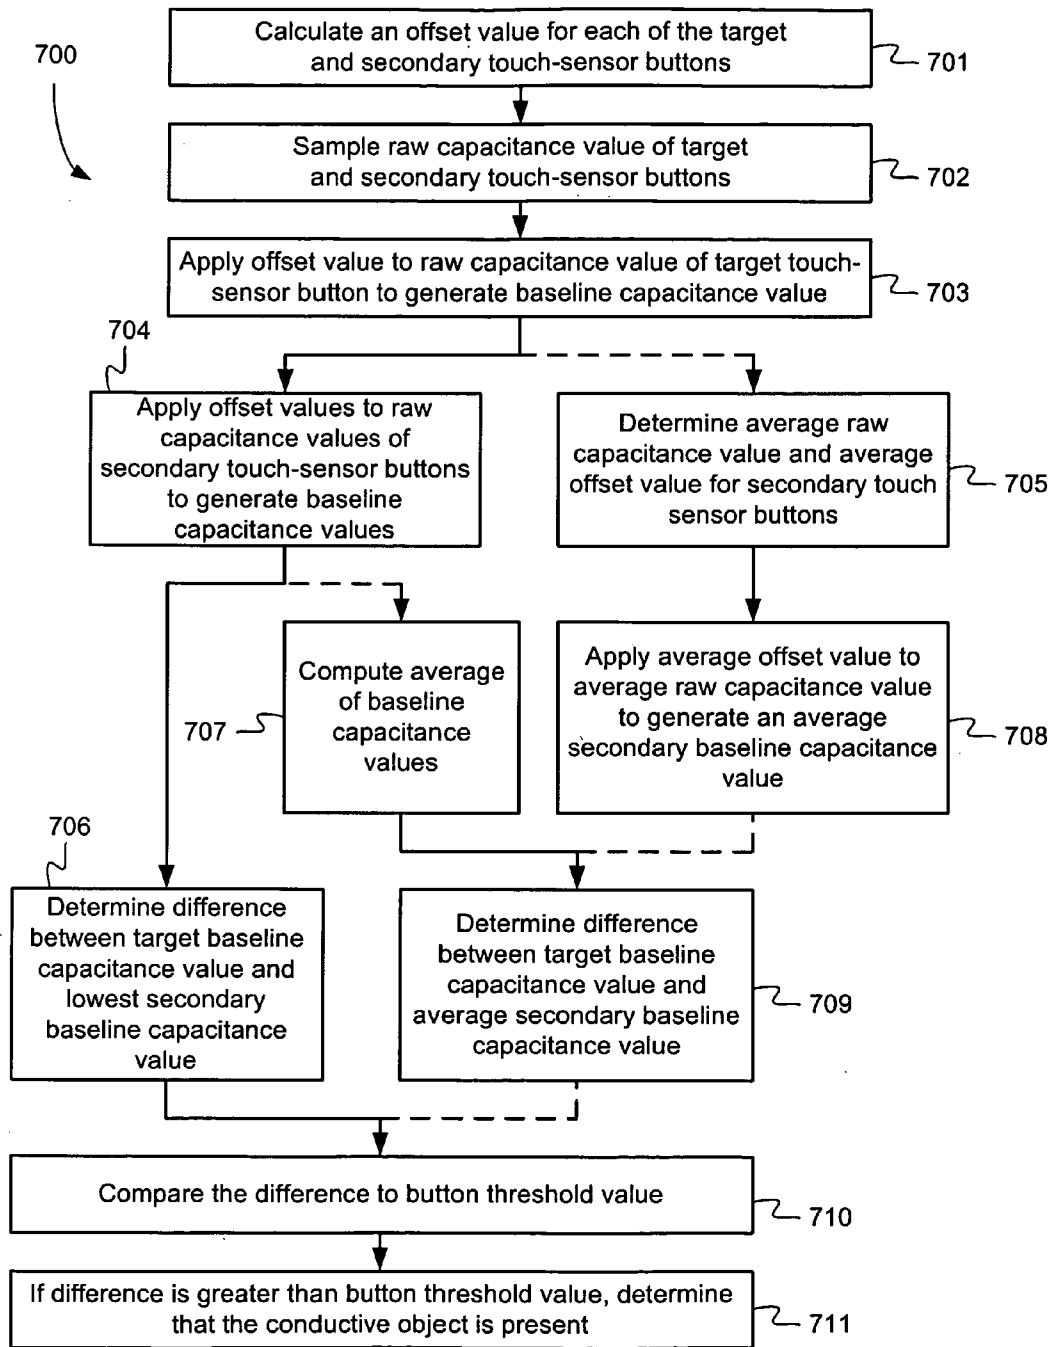 Calculate an offset value for each of the target
and secondary touch-sensor buttons
701
700
Sample raw capacitance value of target
and secondary touch-sensor buttons
702
Apply offset value to raw capacitance value of target touch-
sensor button to generate baseline capacitance value
703
704
Apply offset values to raw
capacitance values of
secondary touch-sensor buttons
to generate baseline
capacitance values
Determine average raw
capacitance value and average
offset value for secondary touch
sensor buttons
705
Compute average
of baseline
capacitance
values
707
Apply average offset value to
average raw capacitance value
to generate an average
secondary baseline capacitance
value
708
706
Determine difference
between target baseline
capacitance value and
lowest secondary
baseline capacitance
value
Determine difference
between target baseline
capacitance value and
average secondary baseline
capacitance value
709
Compare the difference to button threshold value
710
If difference is greater than button threshold value, determine
that the conductive object is present
711